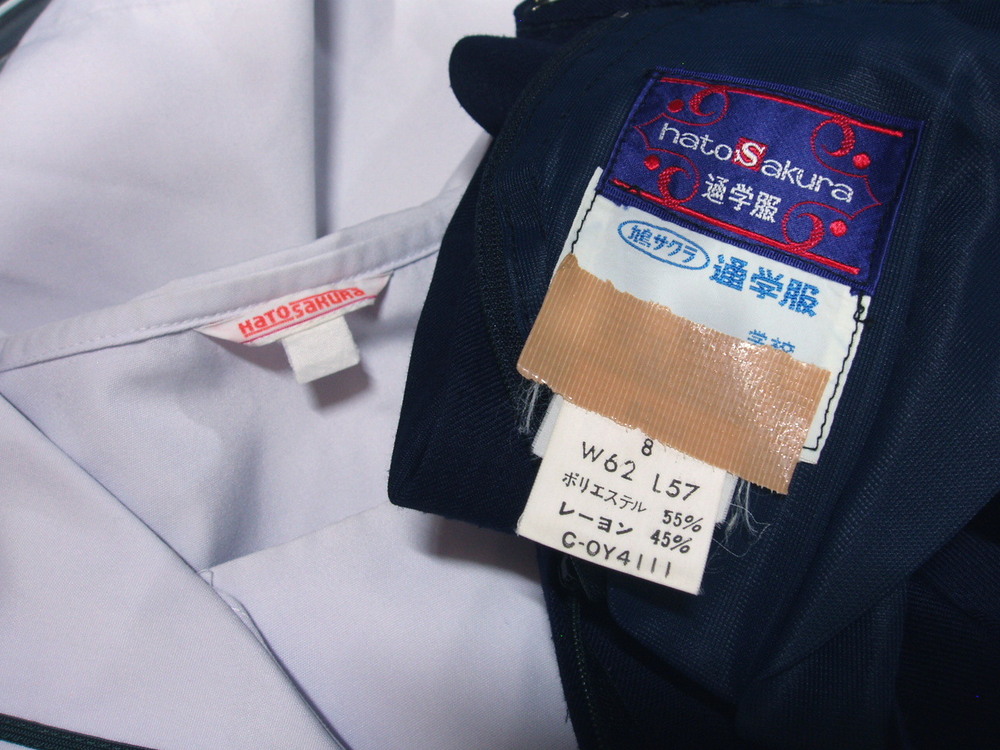 HATOSAKURA
hatoSakura
通学服
鳩サクラ 通学服
学校
8
W62 L57
ポリエステル 55%
レーヨン 45%
C-OY4111